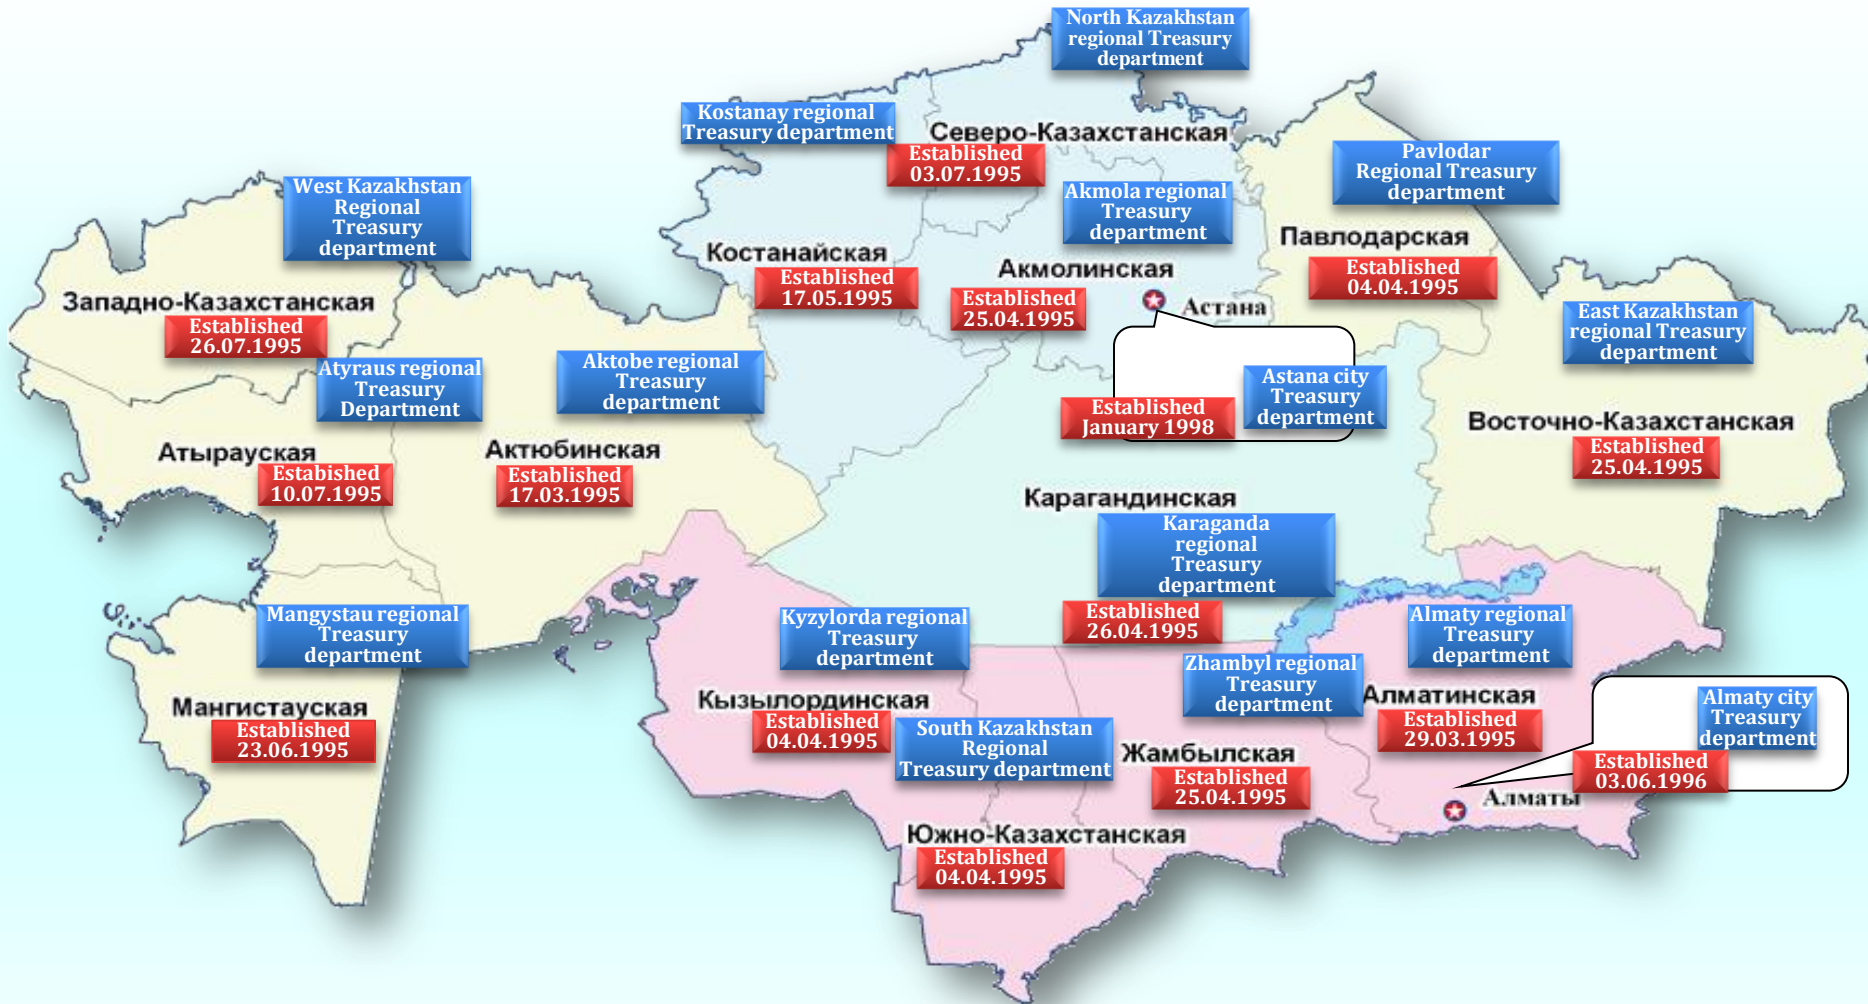 North Kazakhstan
regional Treasury
department
Kostanay regional
Treasury department
Северо-Казахстанская
Established
03.07.1995
Pavlodar
Regional Treasury
department
West Kazakhstan
Regional
Treasury
department
Akmola regional
Treasury
department
Костанайская
Established
17.05.1995
Акмолинская
Established
25.04.1995
Астана
Павлодарская
Established
04.04.1995
Западно-Казахстанская
Established
26.07.1995
East Kazakhstan
regional Treasury
department
Atyraus regional
Treasury
Department
Aktobe regional
Treasury
department
Astana city
Treasury
department
Established
January 1998
Восточно-Казахстанская
Established
25.04.1995
Атырауская
Estabished
10.07.1995
Актюбинская
Established
17.03.1995
Карагандинская
Karaganda
regional
Treasury
department
Established
26.04.1995
Mangystau regional
Treasury
department
Kyzylorda regional
Treasury
department
Almaty regional
Treasury
department
Zhambyl regional
Treasury
department
Мангистауская
Established
23.06.1995
Кызылординская
Established
04.04.1995
South Kazakhstan
Regional
Treasury department
Алматинская
Established
29.03.1995
Almaty city
Treasury
department
Established
03.06.1996
Жамбылская
Established
25.04.1995
Алматы
Южно-Казахстанская
Established
04.04.1995